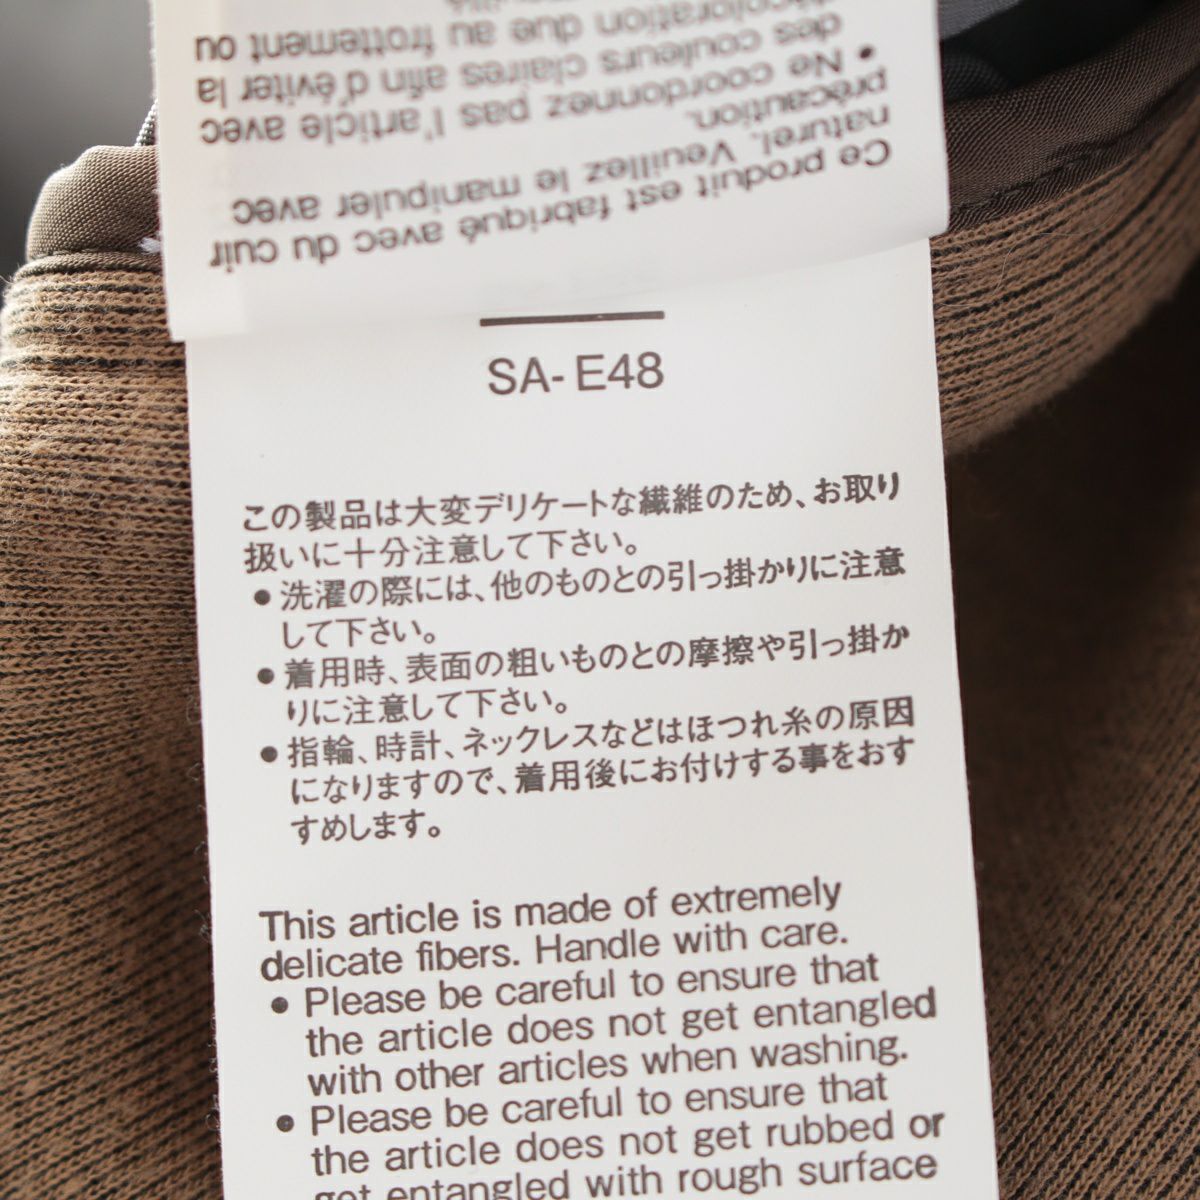 Ce produit est fabriqué avec du cuir
naturel. Veuillez le manipuler avec
précaution.
• Ne coordonnez pas l'article avec
des couleurs claires afin d'éviter la
décoloration due au frottement ou
SA-E48
この製品は大変デリケートな繊維のため、お取り
扱いに十分注意して下さい。
● 洗濯の際には、他のものとの引っ掛かりに注意
して下さい。
● 着用時、表面の粗いものとの摩擦や引っ掛か
りに注意して下さい。
● 指輪、時計、ネックレスなどはほつれ糸の原因
になりますので、着用後にお付けする事をおす
すめします。
This article is made of extremely
delicate fibers. Handle with care.
● Please be careful to ensure that
the article does not get entangled
with other articles when washing.
● Please be careful to ensure that
the article does not get rubbed or
get entangled with rough surface